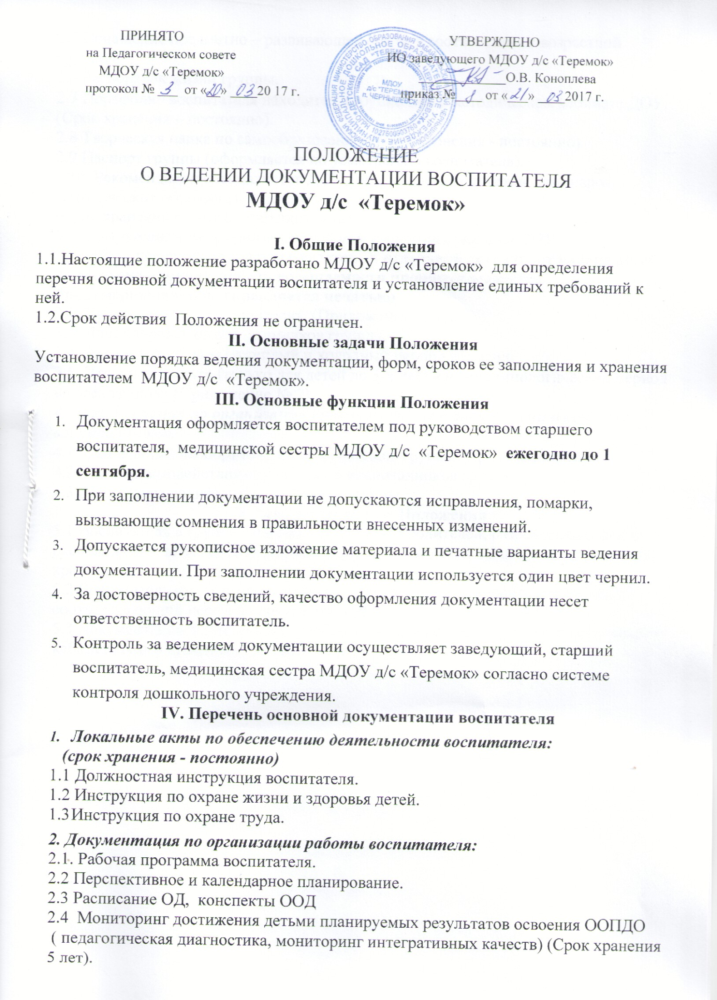 ПРИНЯТО
на Педагогическом совете
МДОУ д/с «Теремок»
протокол № 3 от «20» 03 20 17 г.
УТВЕРЖДЕНО
ИО заведующего МДОУ д/с «Теремок»
О.В. Коноплева
приказ № 8 от «21» 03 2017 г.
МДОУ
д/с "ТЕРЕМОК"
п. ЧЕРНЫШЕВСК
ПОЛОЖЕНИЕ
О ВЕДЕНИИ ДОКУМЕНТАЦИИ ВОСПИТАТЕЛЯ
МДОУ д/с «Теремок»
I. Общие Положения
1.1.Настоящие положение разработано МДОУ д/с «Теремок» для определения
перечня основной документации воспитателя и установление единых требований к
ней.
1.2.Срок действия Положения не ограничен.
II. Основные задачи Положения
Установление порядка ведения документации, форм, сроков ее заполнения и хранения
воспитателем МДОУ д/с «Теремок».
III. Основные функции Положения
1. Документация оформляется воспитателем под руководством старшего
воспитателя, медицинской сестры МДОУ д/с «Теремок» ежегодно до 1
сентября.
2. При заполнении документации не допускаются исправления, помарки,
вызывающие сомнения в правильности внесенных изменений.
3. Допускается рукописное изложение материала и печатные варианты ведения
документации. При заполнении документации используется один цвет чернил.
4. За достоверность сведений, качество оформления документации несет
ответственность воспитатель.
5. Контроль за ведением документации осуществляет заведующий, старший
воспитатель, медицинская сестра МДОУ д/с «Теремок» согласно системе
контроля дошкольного учреждения.
IV. Перечень основной документации воспитателя
1. Локальные акты по обеспечению деятельности воспитателя:
(срок хранения - постоянно)
1.1 Должностная инструкция воспитателя.
1.2 Инструкция по охране жизни и здоровья детей.
1.3 Инструкция по охране труда.
2. Документация по организации работы воспитателя:
2.1. Рабочая программа воспитателя.
2.2 Перспективное и календарное планирование.
2.3 Расписание ОД, конспекты ООД
2.4 Мониторинг достижения детьми планируемых результатов освоения ООПДО
( педагогическая диагностика, мониторинг интегративных качеств) (Срок хранения
5 лет).